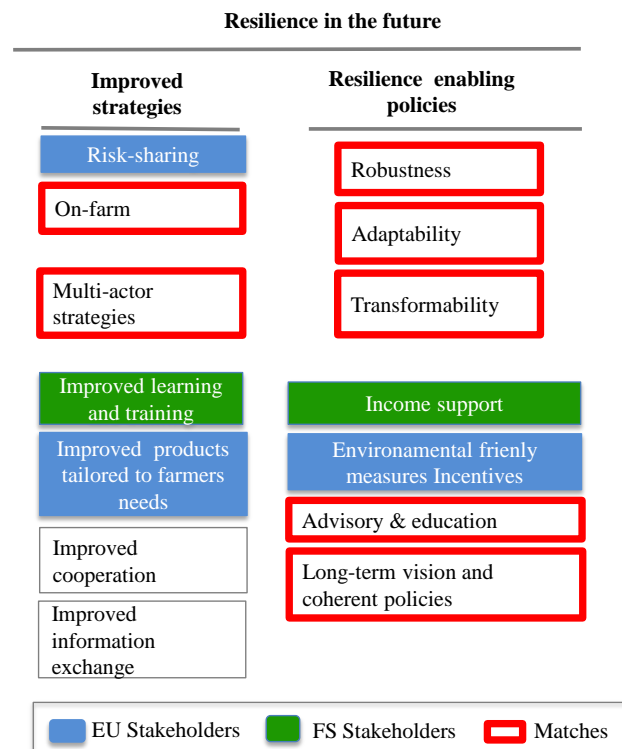 Resilience in the future
Improved
strategies
Risk-sharing
On-farm
Multi-actor
strategies
Improved learning
and training
Improved products
tailored to farmers
needs
Improved
cooperation
Improved
information
exchange
Resilience enabling
policies
Robustness
Adaptability
Transformability
Income support
Environamental frienly
measures Incentives
Advisory & education
Long-term vision and
coherent policies
EU Stakeholders
FS Stakeholders
Matches